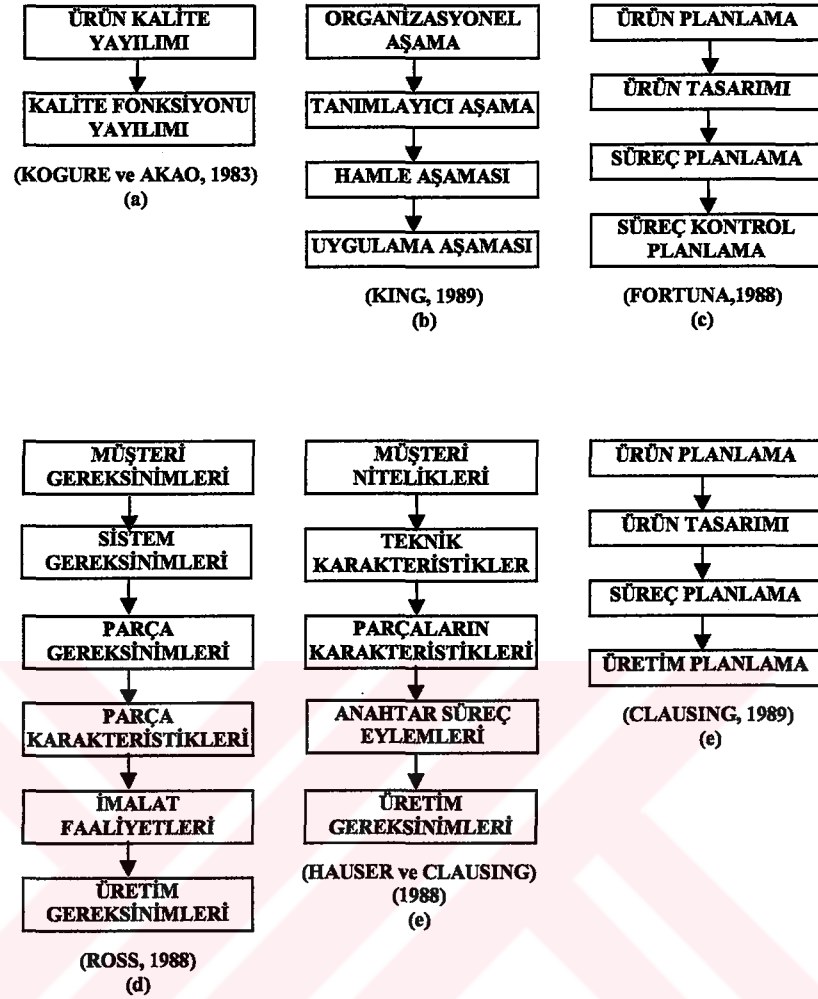 ÜRÜN KALİTE
YAYILIMI
KALİTE FONKSİYONU
YAYILIMI
(KOGURE ve AKAO, 1983)
(a)
ORGANİZASYONEL
AŞAMA
TANIMLAYICI AŞAMA
HAMLE AŞAMASI
UYGULAMA AŞAMASI
(KING, 1989)
(b)
ÜRÜN PLANLAMA
ÜRÜN TASARIMI
SÜREÇ PLANLAMA
SÜREÇ KONTROL
PLANLAMA
(FORTUNA,1988)
(c)
MÜŞTERİ
GEREKSİNİMLERİ
SİSTEM
GEREKSİNİMLERİ
PARÇA
GEREKSİNİMLERİ
PARÇA
KARAKTERİSTİKLERİ
İMALAT
FAALİYETLERİ
ÜRETİM
GEREKSİNİMLERİ
(ROSS, 1988)
(d)
MÜŞTERİ
NİTELİKLERİ
TEKNİK
KARAKTERİSTİKLER
PARÇALARIN
KARAKTERİSTİKLERİ
ANAHTAR SÜREÇ
EYLEMLERİ
ÜRETİM
GEREKSİNİMLERİ
(HAUSER ve CLAUSING)
(1988)
(e)
ÜRÜN PLANLAMA
ÜRÜN TASARIMI
SÜREÇ PLANLAMA
ÜRETİM PLANLAMA
(CLAUSING, 1989)
(e)